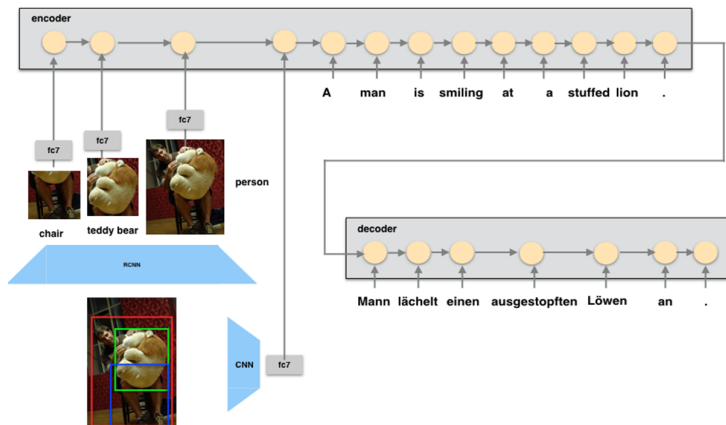 encoder
A man is smiling at a stuffed lion .
fc7
fc7
fc7
person
chair
teddy bear
decoder
RCNN
Mann lächelt einen ausgestopften Löwen an .
CNN
fc7